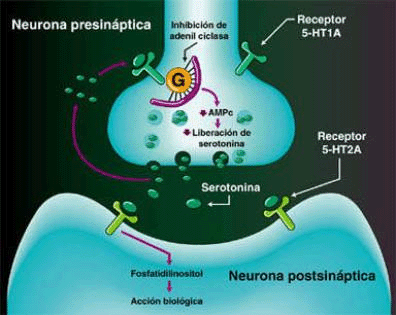 Neurona presináptica
Inhibición de
adenil ciclasa
Receptor
5-HT1A
G
AMPc
Liberación de
serotonina
Receptor
5-HT2A
Serotonina
Fosfatidilinositol
Acción biológica
Neurona postsináptica